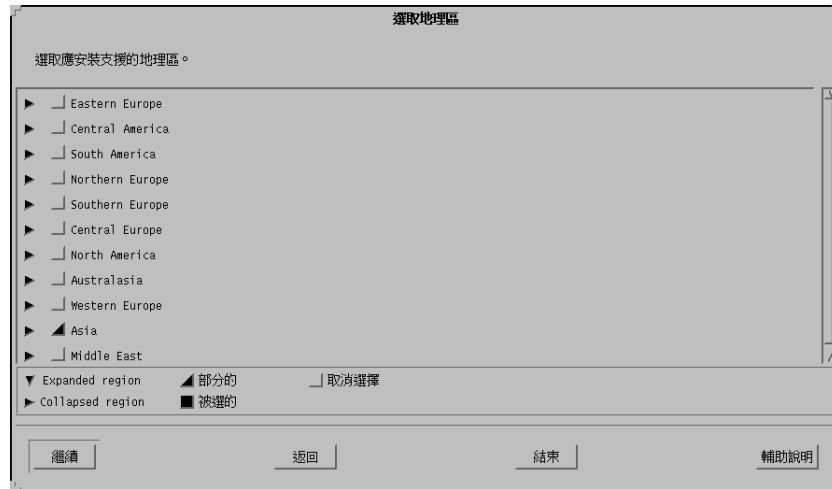 選取地理區
選取應安裝支援的地理區。
Eastern Europe
Central America
South America
Northern Europe
Southern Europe
Central Europe
North America
Australasia
Western Europe
Asia
Middle East
Expanded region 部分的 取消選擇
Collapsed region 被選的
繼續 返回 結束 輔助說明